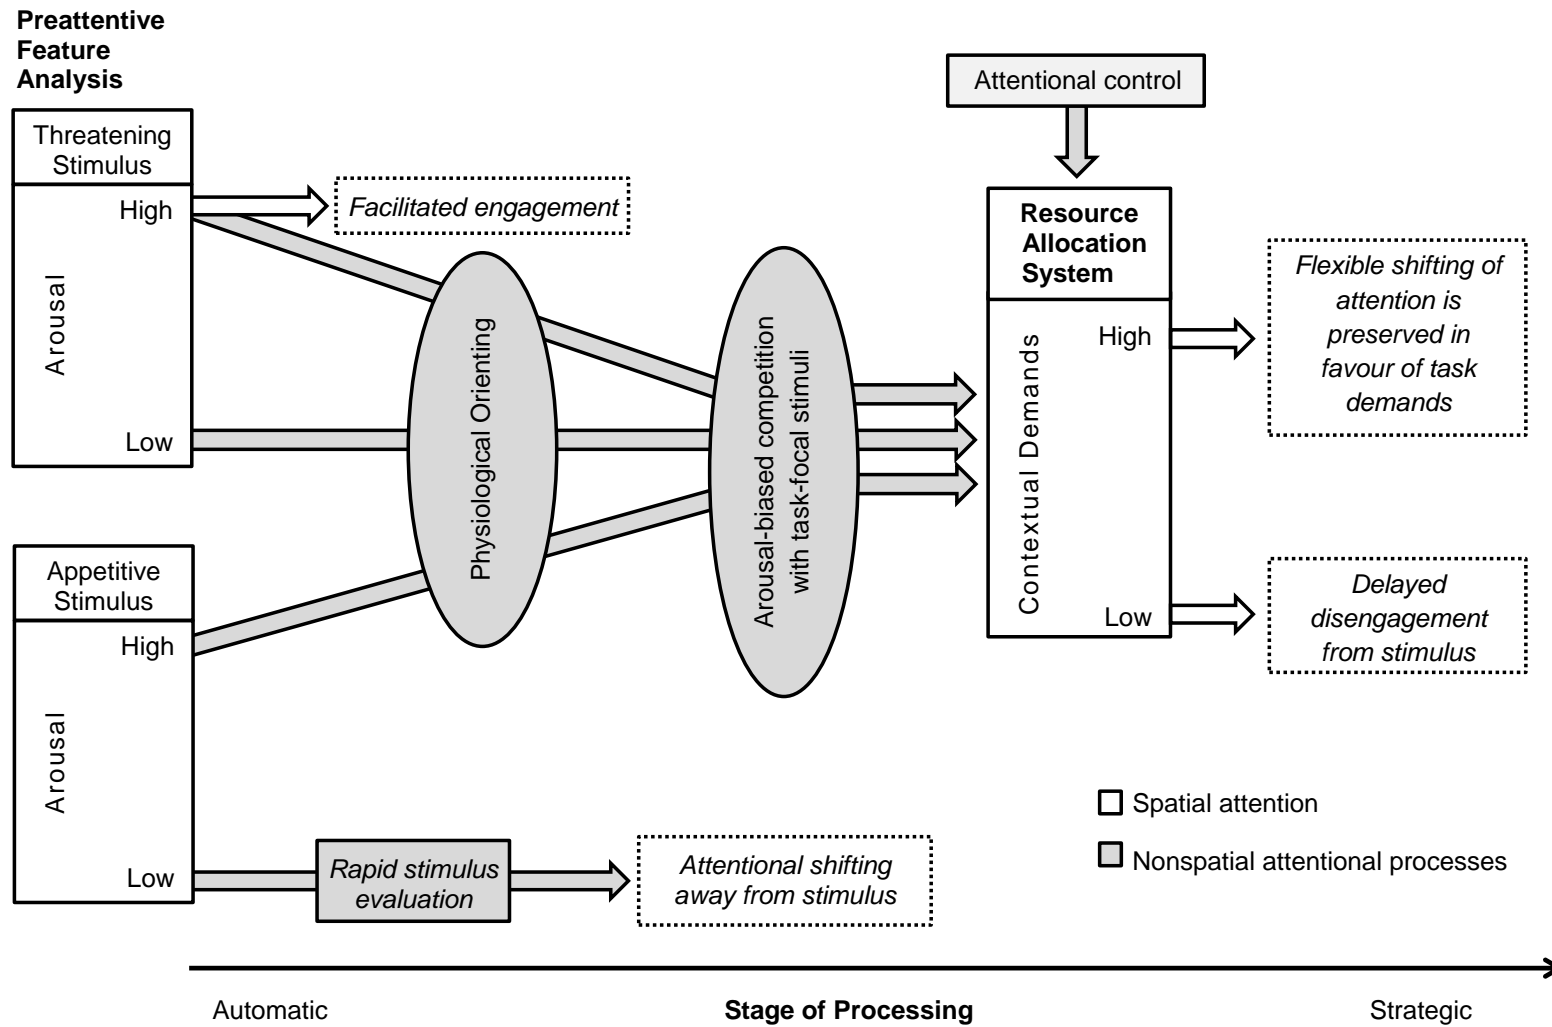 Preattentive
Feature
Analysis
Threatening
Stimulus
High
Arousal
Low
Facilitated engagement
Appetitive
Stimulus
High
Arousal
Low
Rapid stimulus
evaluation
Attentional shifting
away from stimulus
Physiological Orienting
Arousal-biased competition
with task-focal stimuli
Attentional control
Resource
Allocation
System
High
Contextual Demands
Low
Flexible shifting of
attention is
preserved in
favour of task
demands
Delayed
disengagement
from stimulus
Spatial attention
Nonspatial attentional processes
Automatic
Stage of Processing
Strategic